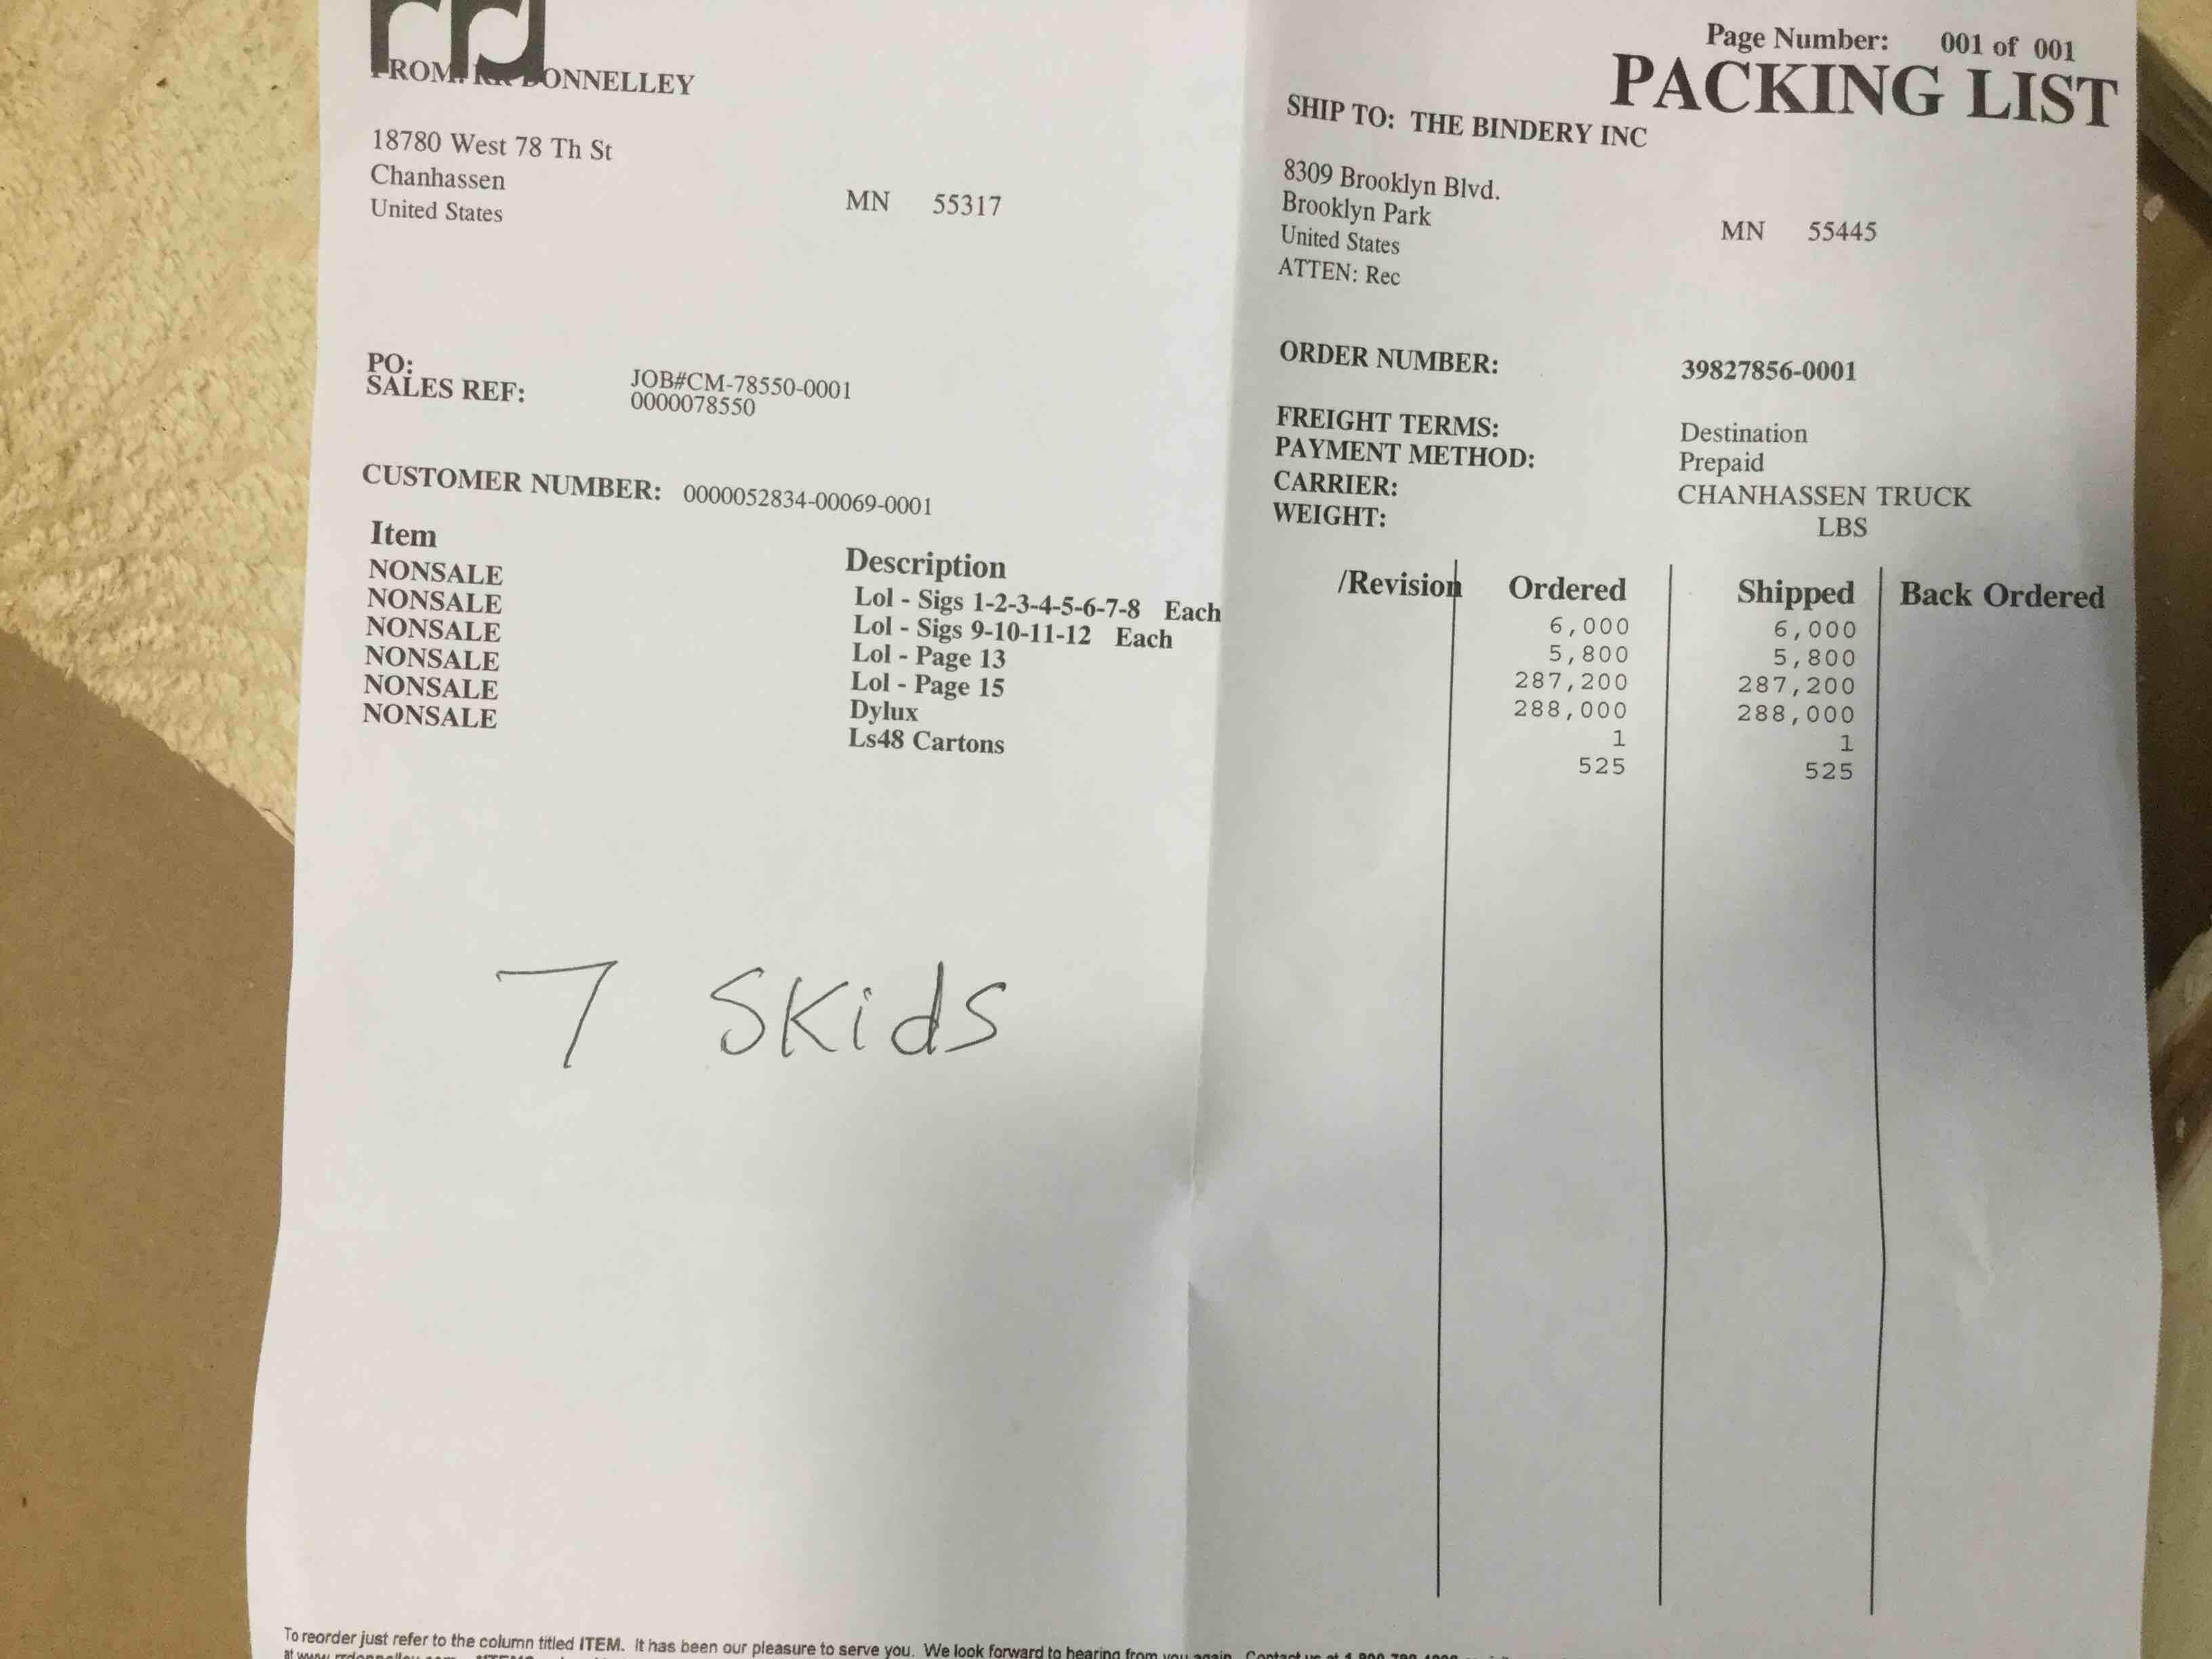 rrd
Page Number: 001 of 001
PACKING LIST
FROM: RR DONNELLEY
18780 West 78 Th St
Chanhassen
United States
MN 55317
SHIP TO: THE BINDERY INC
8309 Brooklyn Blvd.
Brooklyn Park
United States
MN 55445
ATTEN: Rec
PO: JOB#CM-78550-0001
SALES REF: 0000078550
CUSTOMER NUMBER: 0000052834-00069-0001
ORDER NUMBER: 39827856-0001
FREIGHT TERMS: Destination
PAYMENT METHOD: Prepaid
CARRIER: CHANHASSEN TRUCK
WEIGHT: LBS
Item Description /Revision Ordered Shipped Back Ordered
NONSALE Lol - Sigs 1-2-3-4-5-6-7-8 Each 6,000 6,000
NONSALE Lol - Sigs 9-10-11-12 Each 5,800 5,800
NONSALE Lol - Page 13 287,200 287,200
NONSALE Lol - Page 15 288,000 288,000
NONSALE Dylux 1 1
NONSALE Ls48 Cartons 525 525
7 SKids
To reorder just refer to the column titled ITEM. It has been our pleasure to serve you. We look forward to hearing from you again. Contact us at